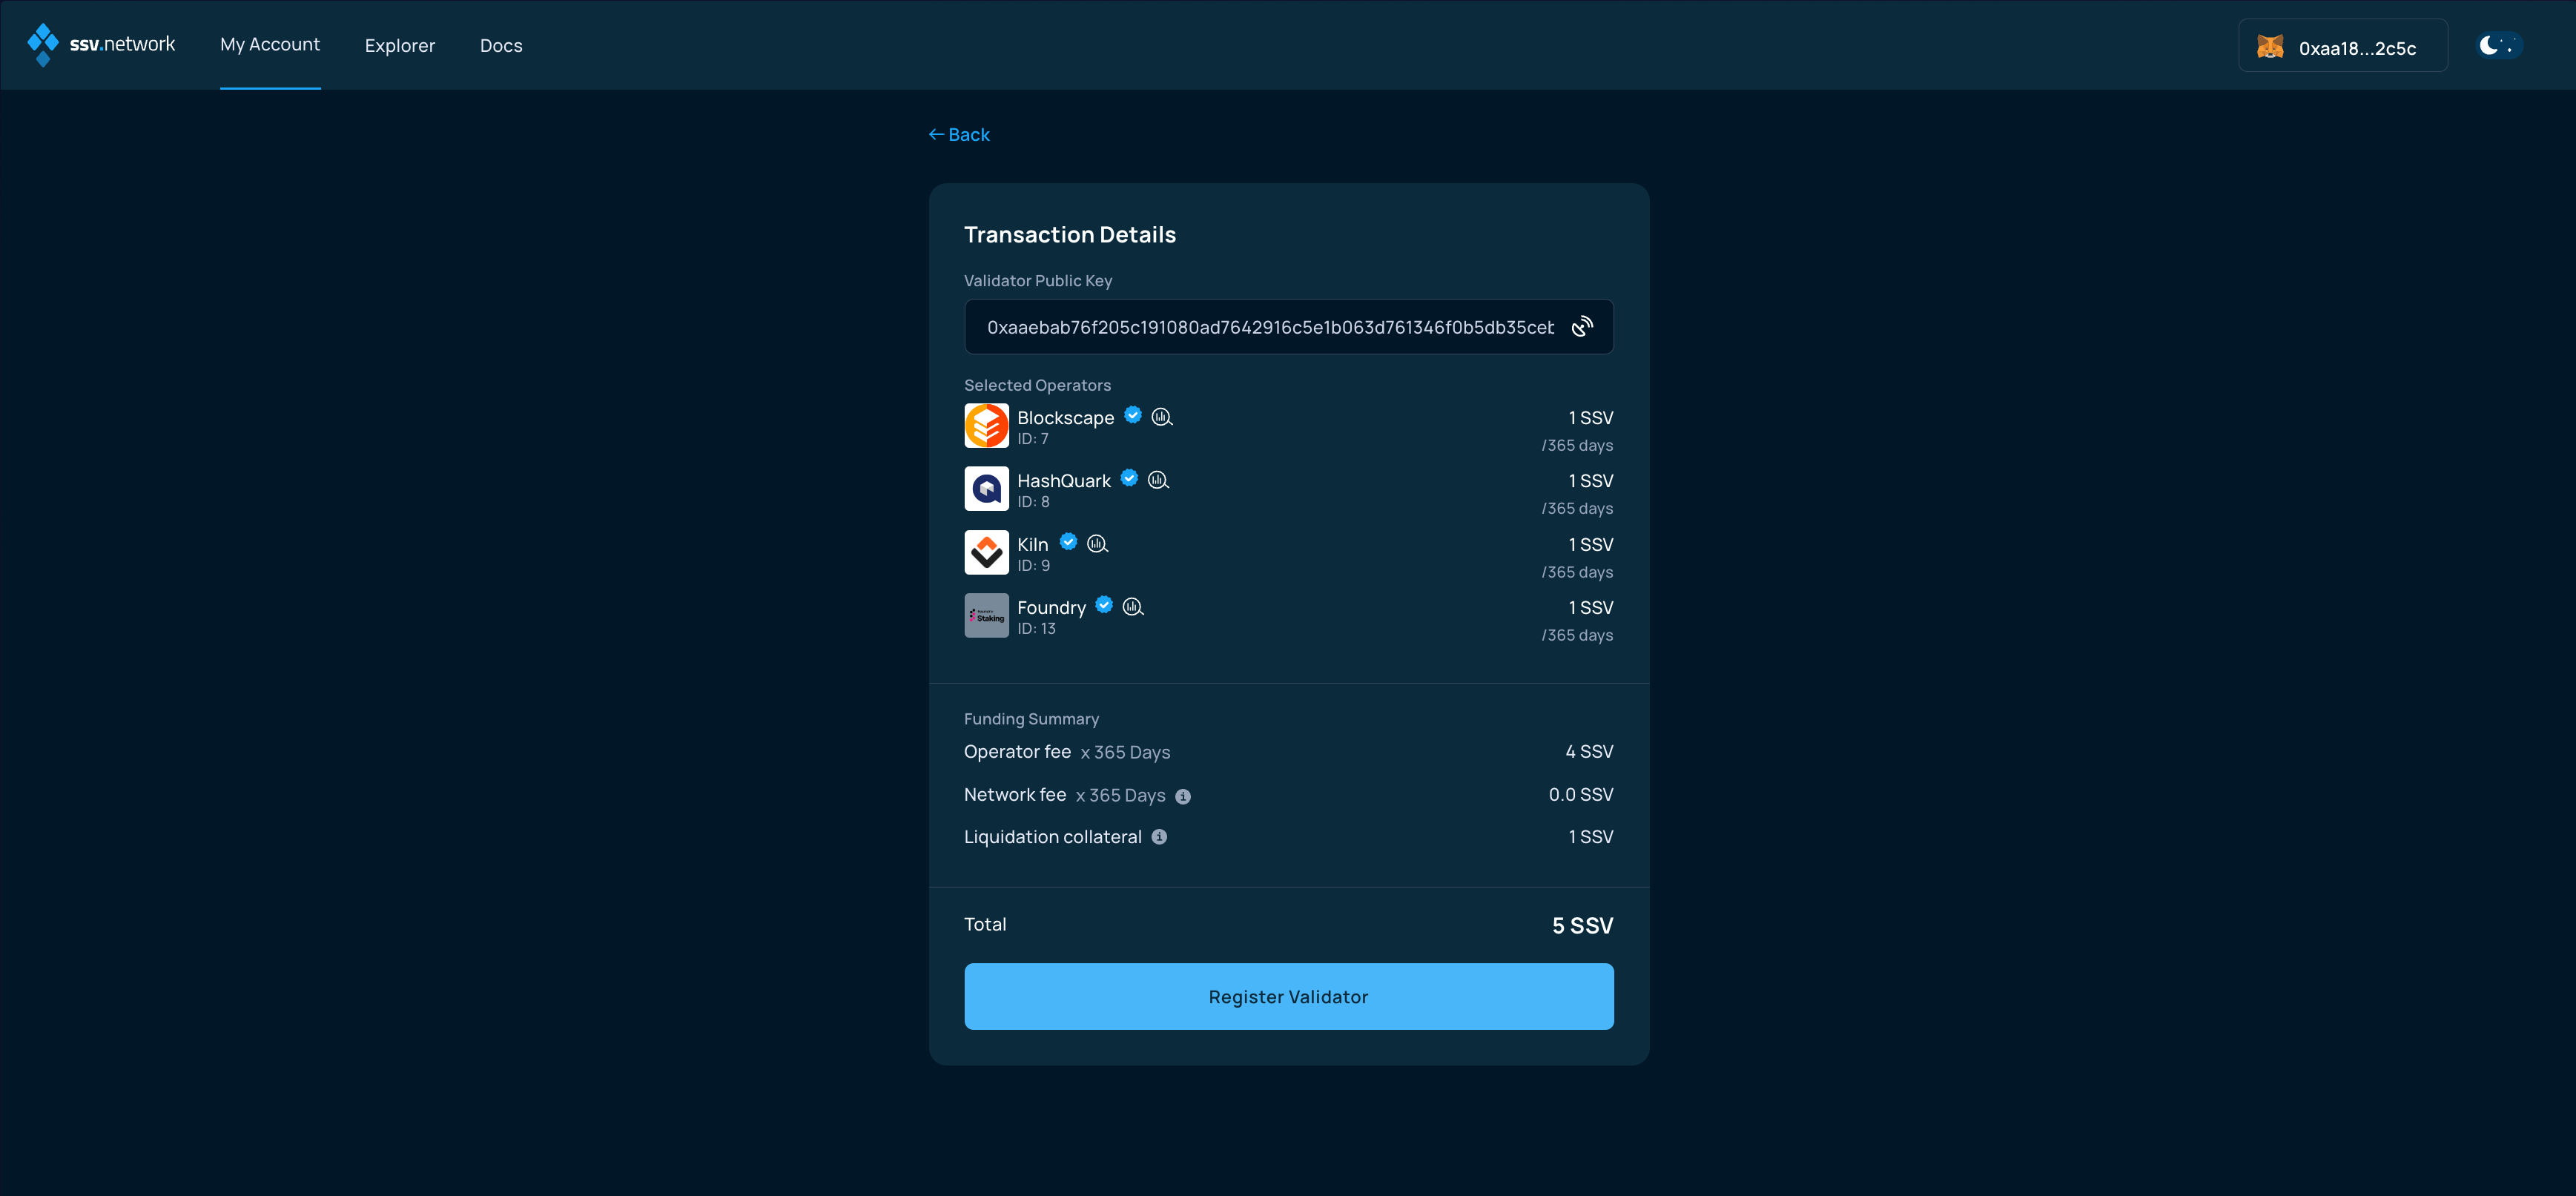 ssv.network
My Account
Explorer
Docs
0xaa18...2c5c
← Back
Transaction Details
Validator Public Key
0xaaebab76f205c191080ad7642916c5e1b063d761346f0b5db35ceb
Selected Operators
Blockscape
1 SSV
ID: 7
/365 days
HashQuark
1 SSV
ID: 8
/365 days
Kiln
1 SSV
ID: 9
/365 days
Staking
Foundry
1 SSV
ID: 13
/365 days
Funding Summary
Operator fee x 365 Days
4 SSV
Network fee x 365 Days
0.0 SSV
Liquidation collateral
1 SSV
Total
5 SSV
Register Validator